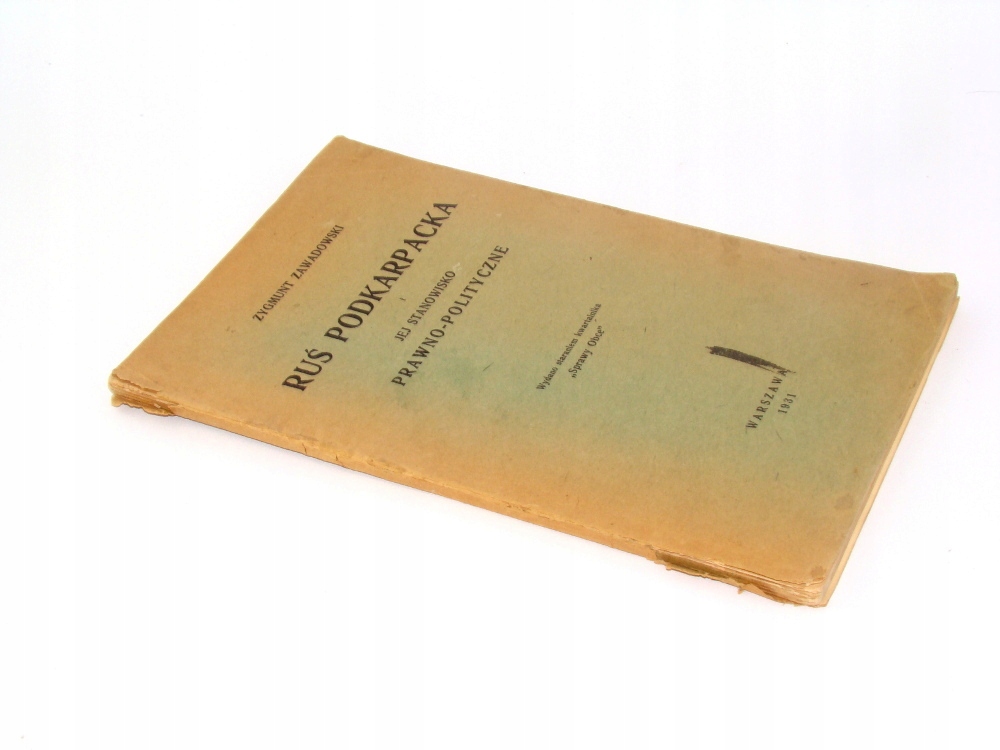 ZYGMUNT ZAWADOWSKI
RUŚ PODKARPACKA
JEJ STANOWISKO
PRAWNO-POLITYCZNE
Wydano staraniem kwartalnika
„Sprawy Obce“
WARSZAWA
1931